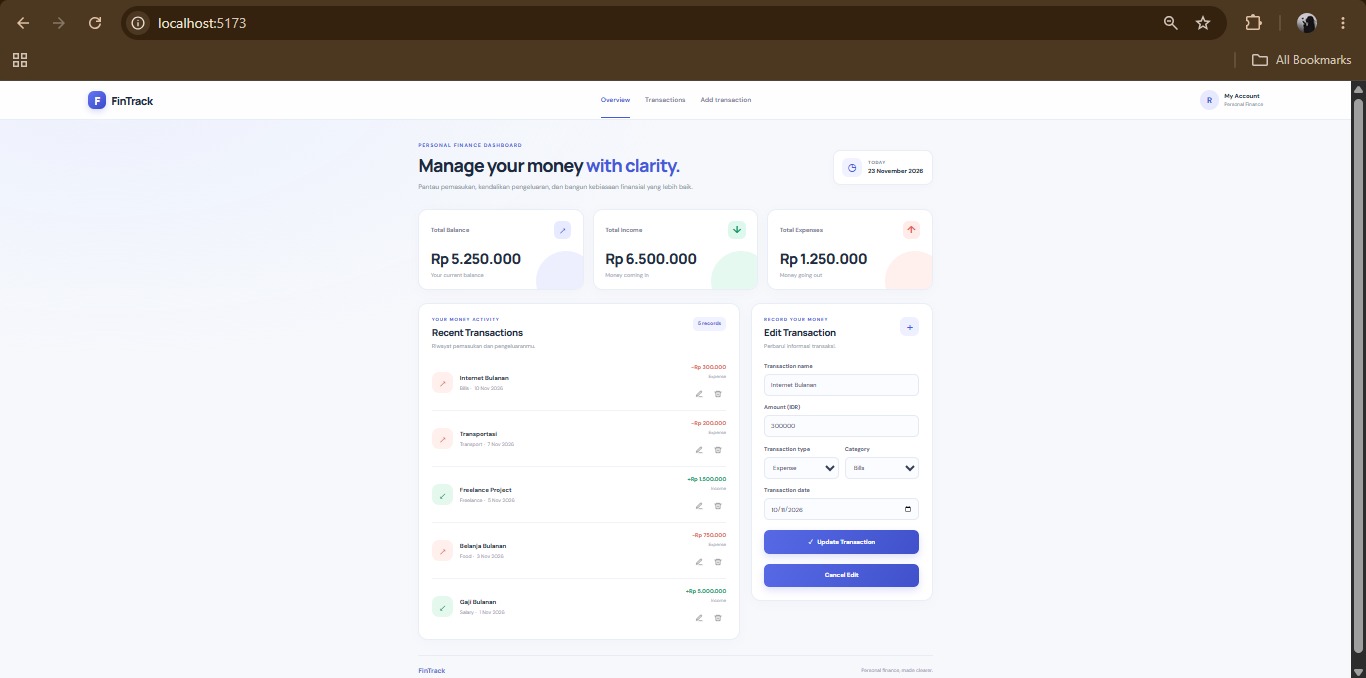 localhost:5173
All Bookmarks
F FinTrack
Overview Transactions Add transaction
R My Account
Personal Finance
PERSONAL FINANCE DASHBOARD
Manage your money with clarity.
Pantau pemasukan, kendalikan pengeluaran, dan bangun kebiasaan finansial yang lebih baik.
TODAY
23 November 2026
Total Balance
Rp 5.250.000
Your current balance
Total Income
Rp 6.500.000
Money coming in
Total Expenses
Rp 1.250.000
Money going out
YOUR MONEY ACTIVITY
Recent Transactions
Riwayat pemasukan dan pengeluaranmu.
5 records
Internet Bulanan
Bills · 10 Nov 2026
-Rp 300.000
Expense
Transportasi
Transport · 7 Nov 2026
-Rp 200.000
Expense
Freelance Project
Freelance · 5 Nov 2026
+Rp 1.500.000
Income
Belanja Bulanan
Food · 3 Nov 2026
-Rp 750.000
Expense
Gaji Bulanan
Salary · 1 Nov 2026
+Rp 5.000.000
Income
RECORD YOUR MONEY
Edit Transaction
Perbarui informasi transaksi.
Transaction name
Internet Bulanan
Amount (IDR)
300000
Transaction type Category
Expense Bills
Transaction date
10/11/2026
✓ Update Transaction
Cancel Edit
FinTrack
Personal finance, made clearer.